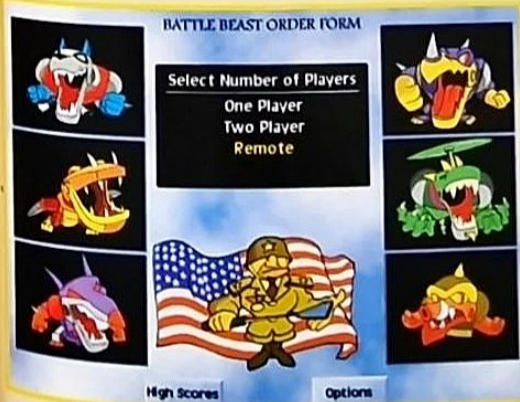 BATTLE BEAST ORDER FORM
Select Number of Players
One Player
Two Player
Remote
High Scores
Options